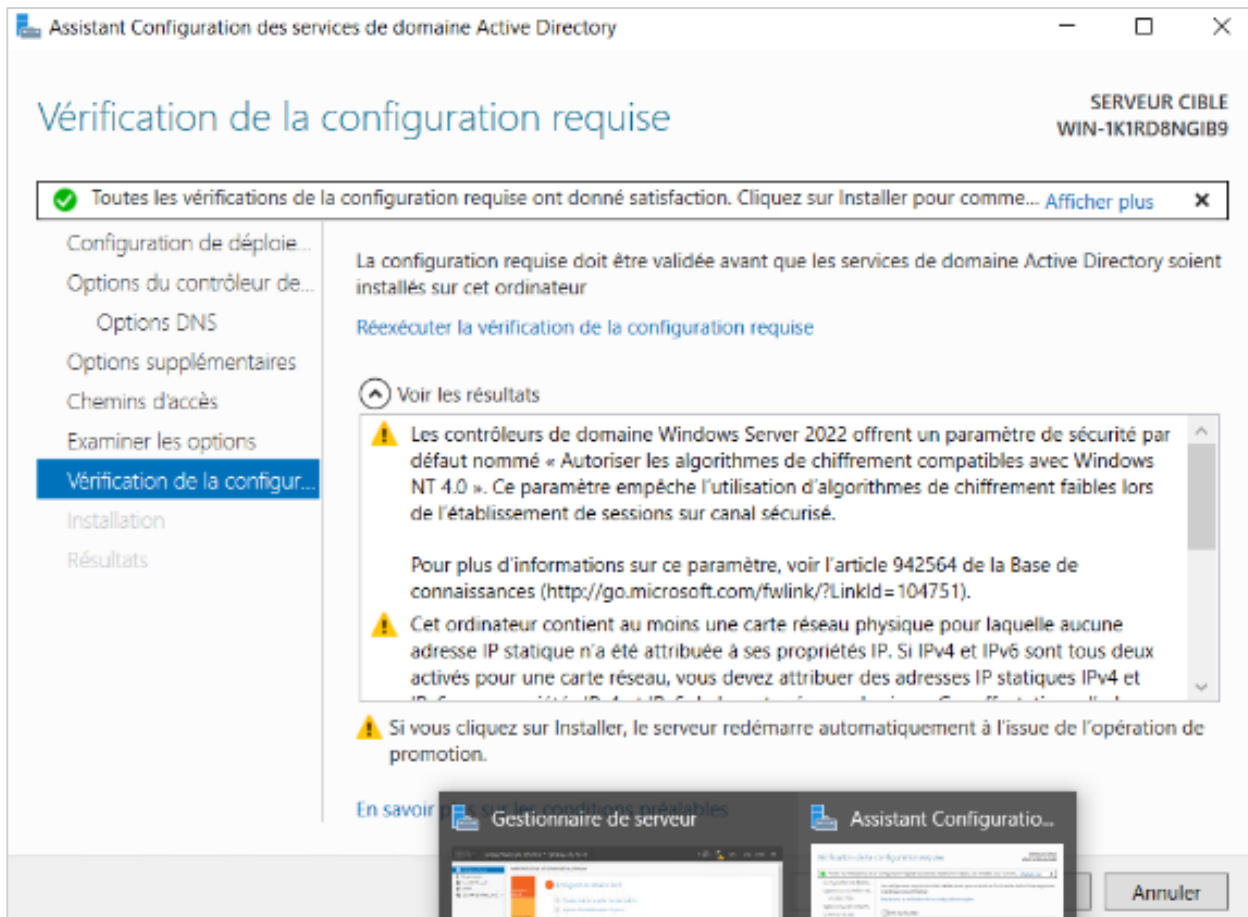 Assistant Configuration des services de domaine Active Directory
Vérification de la configuration requise
SERVEUR CIBLE
WIN-1K1RD8NGIB9
Toutes les vérifications de la configuration requise ont donné satisfaction. Cliquez sur Installer pour comme... Afficher plus
Configuration de déploie...
Options du contrôleur de...
Options DNS
Options supplémentaires
Chemins d'accès
Examiner les options
Vérification de la configur...
Installation
Résultats
La configuration requise doit être validée avant que les services de domaine Active Directory soient
installés sur cet ordinateur
Réexécuter la vérification de la configuration requise
Voir les résultats
Les contrôleurs de domaine Windows Server 2022 offrent un paramètre de sécurité par
défaut nommé « Autoriser les algorithmes de chiffrement compatibles avec Windows
NT 4.0 ». Ce paramètre empêche l'utilisation d'algorithmes de chiffrement faibles lors
de l'établissement de sessions sur canal sécurisé.
Pour plus d'informations sur ce paramètre, voir l'article 942564 de la Base de
connaissances (http://go.microsoft.com/fwlink/?LinkId=104751).
Cet ordinateur contient au moins une carte réseau physique pour laquelle aucune
adresse IP statique n'a été attribuée à ses propriétés IP. Si IPv4 et IPv6 sont tous deux
activés pour une carte réseau, vous devez attribuer des adresses IP statiques IPv4 et
Si vous cliquez sur Installer, le serveur redémarre automatiquement à l'issue de l'opération de
promotion.
En savoir plus sur les conditions préalables
Gestionnaire de serveur
Assistant Configuratio...
Annuler